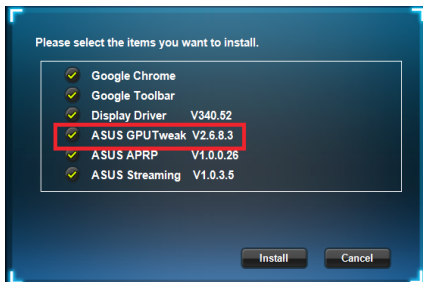 Please select the items you want to install.
Google Chrome
Google Toolbar
Display Driver V340.52
ASUS GPUTweak V2.6.8.3
ASUS APRP V1.0.0.26
ASUS Streaming V1.0.3.5
Install Cancel